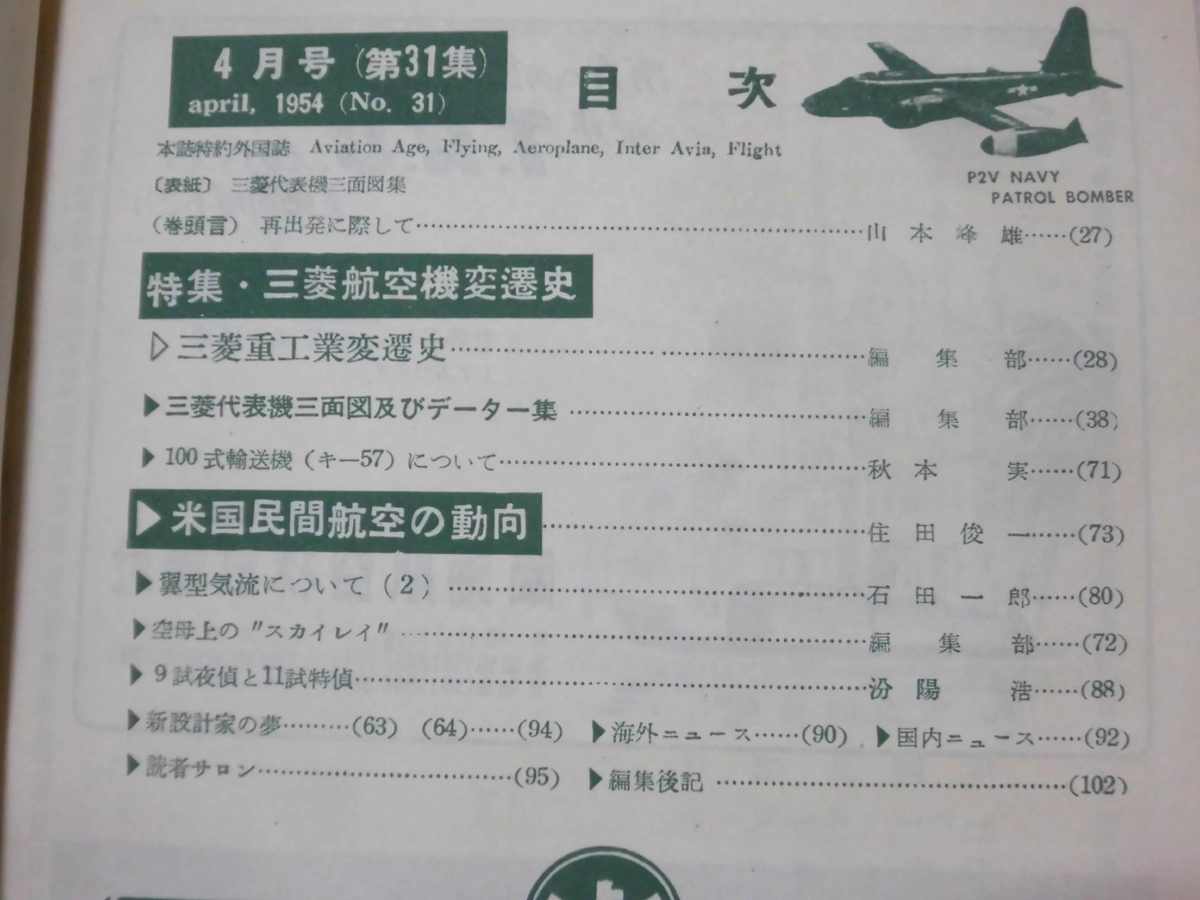 4月号(第31集)
april, 1954 (No. 31)
目 次
本誌特約外国誌 Aviation Age, Flying, Aeroplane, Inter Avia, Flight
〔表紙〕 三菱代表機三面図集
P2V NAVY
PATROL BOMBER
(巻頭言) 再出発に際して……山本峰雄……(27)
特集・三菱航空機変遷史
▷三菱重工業変遷史……編集部……(28)
▶三菱代表機三面図及びデーター集……編集部……(38)
▶100式輸送機(キー57)について……秋本 実……(71)
▷米国民間航空の動向……住田俊一……(73)
▶翼型気流について(2)……石田一郎……(80)
▶空母上の"スカイレイ"……編集部……(72)
▶9試夜偵と11試特偵……汾陽 浩……(88)
▶新設計家の夢……(63) (64)……(94) ▶海外ニュース……(90) ▶国内ニュース……(92)
▶読者サロン……(95) ▶編集後記……(102)